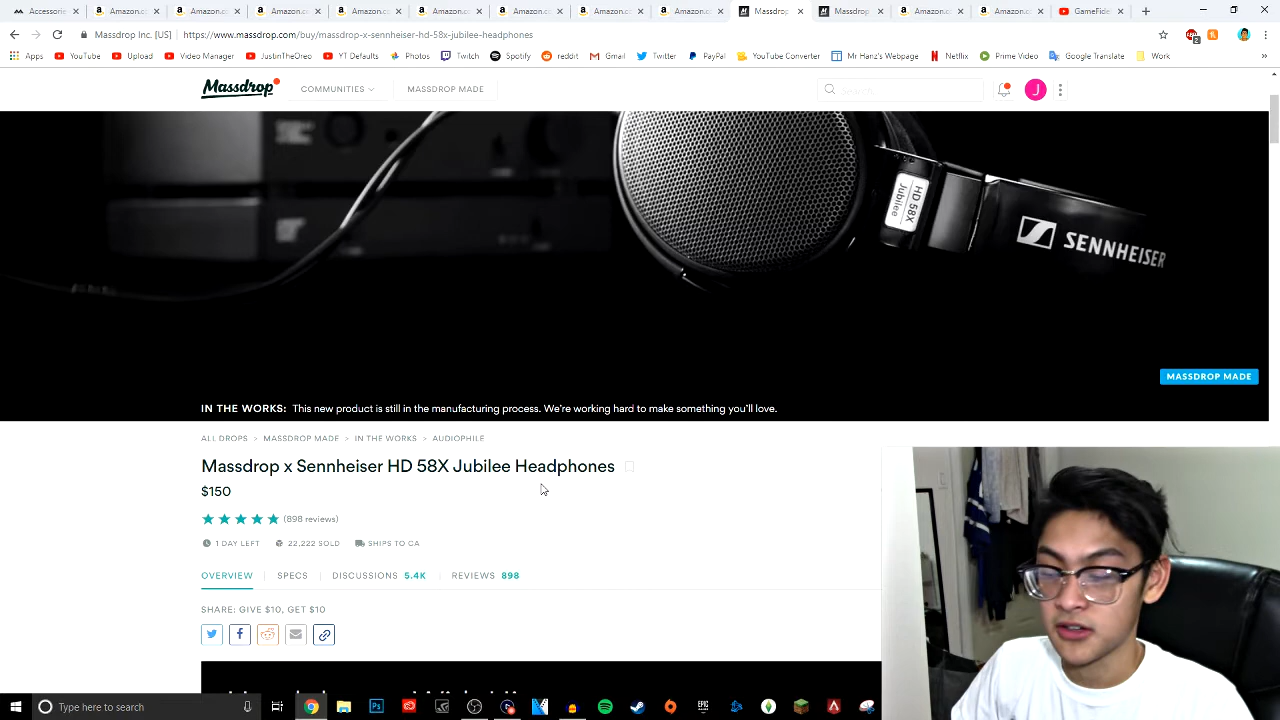 Accessorie
Massdrop
Massdrop
GameFide
Massdrop Inc. [US] | https://www.massdrop.com/buy/massdrop-x-sennheiser-hd-58x-jubilee-headphones
2
Apps YouTube Upload Video Manager JustinTheOreo YT Defaults Photos Twitch Spotify reddit Gmail Twitter PayPal YouTube Converter Mr Hanz's Webpage Netflix Prime Video Google Translate Work
Massdrop COMMUNITIES MASSDROP MADE Search... J
HD 58X
Jubilee
SENNHEISER
MASSDROP MADE
IN THE WORKS: This new product is still in the manufacturing process. We're working hard to make something you'll love.
ALL DROPS > MASSDROP MADE > IN THE WORKS > AUDIOPHILE
Massdrop x Sennheiser HD 58X Jubilee Headphones
$150
(898 reviews)
1 DAY LEFT 22,222 SOLD SHIPS TO CA
OVERVIEW SPECS DISCUSSIONS 5.4K REVIEWS 898
SHARE: GIVE $10, GET $10
Type here to search